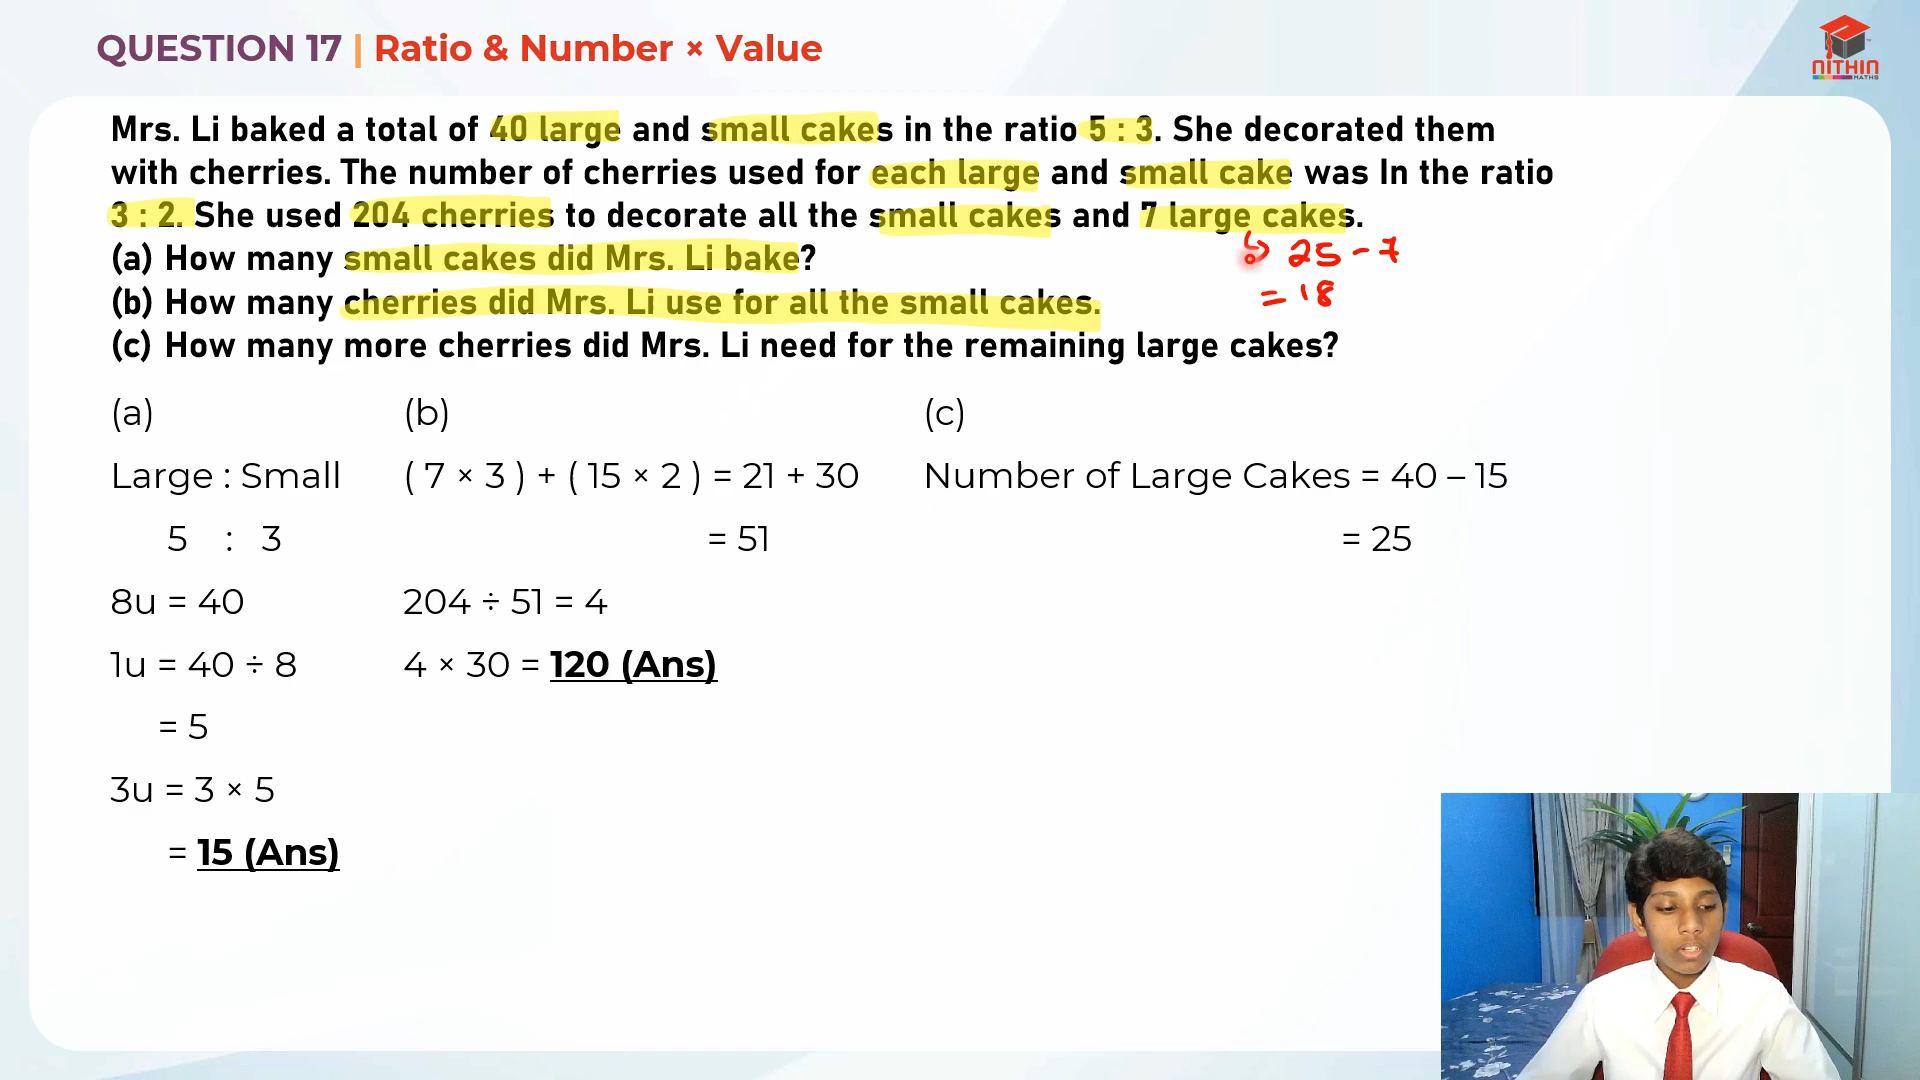 QUESTION 17 | Ratio & Number × Value
NITHIN
MATHS
Mrs. Li baked a total of 40 large and small cakes in the ratio 5 : 3. She decorated them
with cherries. The number of cherries used for each large and small cake was In the ratio
3 : 2. She used 204 cherries to decorate all the small cakes and 7 large cakes.
(a) How many small cakes did Mrs. Li bake?
25 - 7
(b) How many cherries did Mrs. Li use for all the small cakes.
= 18
(c) How many more cherries did Mrs. Li need for the remaining large cakes?
(a)
Large : Small
5 : 3
8u = 40
1u = 40 ÷ 8
= 5
3u = 3 × 5
= 15 (Ans)
(b)
( 7 × 3 ) + ( 15 × 2 ) = 21 + 30
= 51
204 ÷ 51 = 4
4 × 30 = 120 (Ans)
(c)
Number of Large Cakes = 40 – 15
= 25